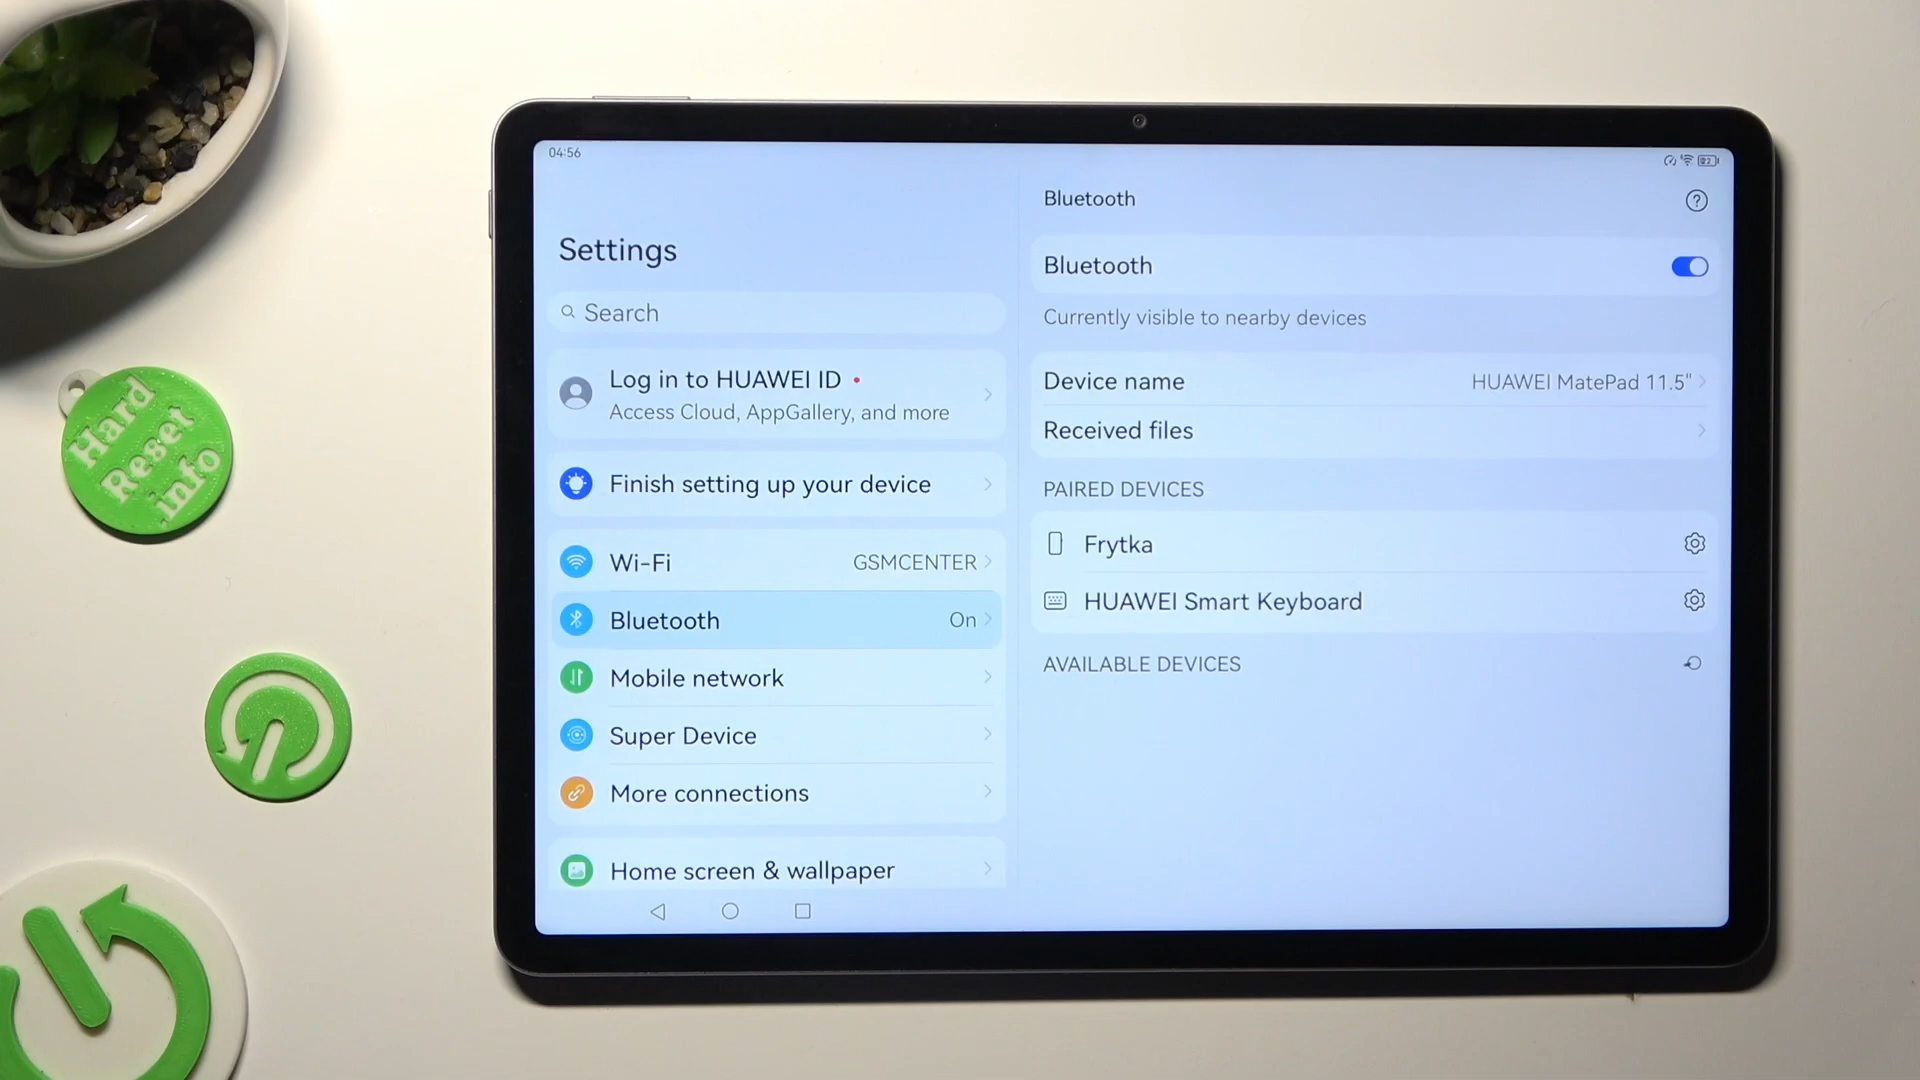 Hard
Reset
.info
04:56
Settings
Search
Log in to HUAWEI ID
Access Cloud, AppGallery, and more
Finish setting up your device
Wi-Fi GSMCENTER
Bluetooth On
Mobile network
Super Device
More connections
Home screen & wallpaper
Bluetooth
Bluetooth
Currently visible to nearby devices
Device name HUAWEI MatePad 11.5"
Received files
PAIRED DEVICES
Frytka
HUAWEI Smart Keyboard
AVAILABLE DEVICES